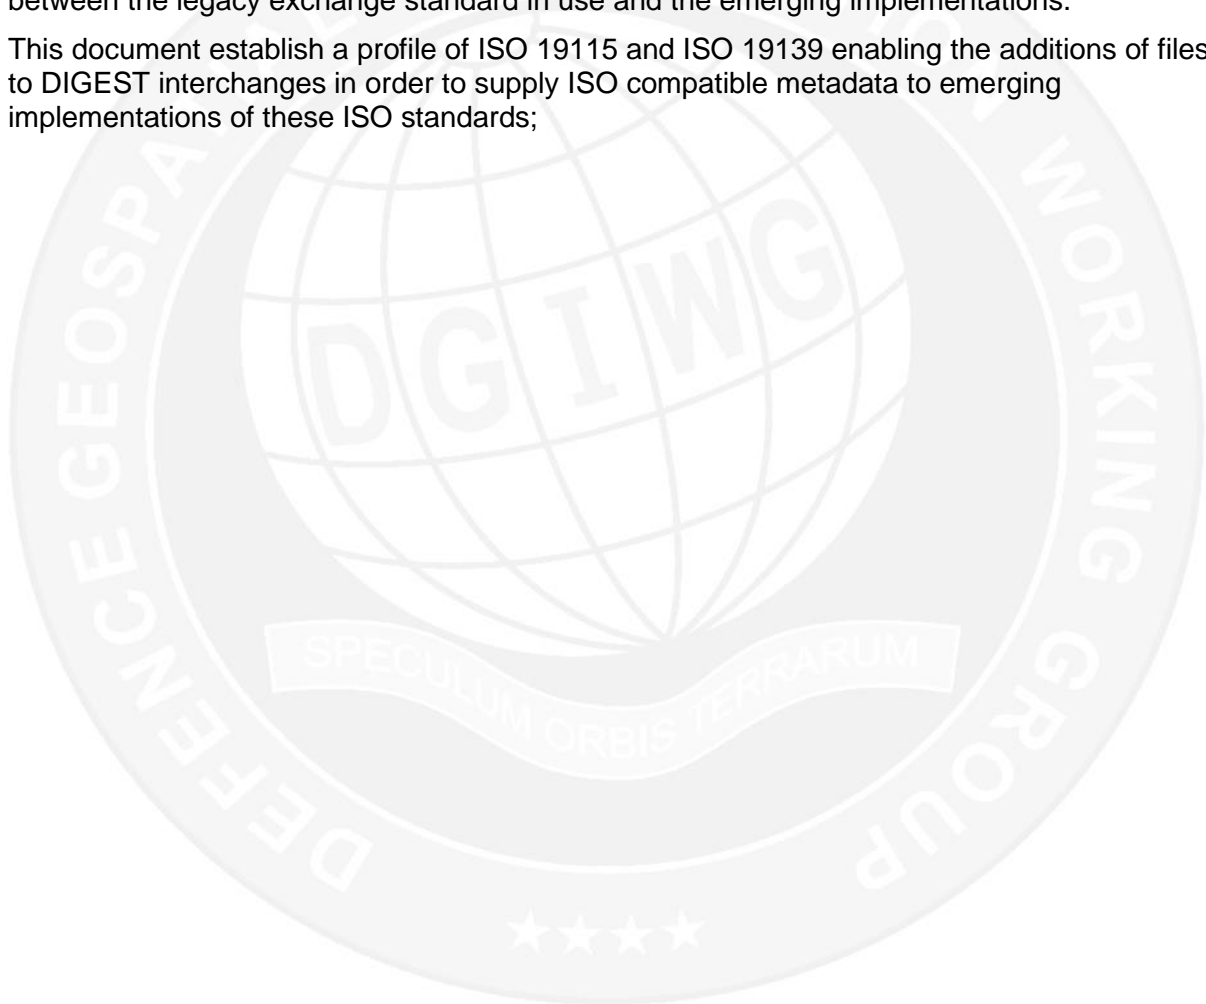 between the legacy exchange standard in use and the emerging implementations.
This document establish a profile of ISO 19115 and ISO 19139 enabling the additions of files
to DIGEST interchanges in order to supply ISO compatible metadata to emerging
implementations of these ISO standards;
DEFENCE GEOSPA ON WORKING GROUP
DGIWG
SPECULUM ORBIS TERRARUM